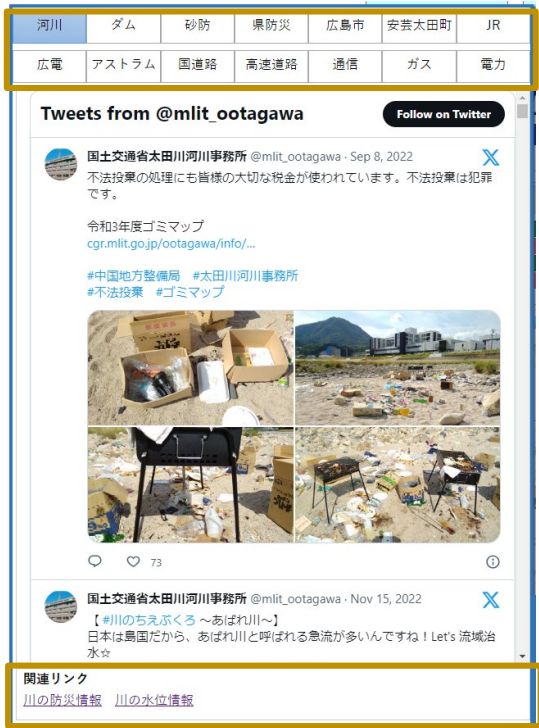 河川 ダム 砂防 県防災 広島市 安芸太田町 JR
広電 アストラム 国道路 高速道路 通信 ガス 電力
Tweets from @mlit_ootagawa
Follow on Twitter
国土交通省太田川河川事務所 @mlit_ootagawa · Sep 8, 2022
不法投棄の処理にも皆様の大切な税金が使われています。不法投棄は犯罪
です。
令和3年度ゴミマップ
cgr.mlit.go.jp/ootagawa/info/...
#中国地方整備局 #太田川河川事務所
#不法投棄 #ゴミマップ
73
国土交通省太田川河川事務所 @mlit_ootagawa · Nov 15, 2022
【 #川のちえぶくろ ～あばれ川～】
日本は島国だから、あばれ川と呼ばれる急流が多いんですね！Let's 流域治
水☆
関連リンク
川の防災情報 川の水位情報